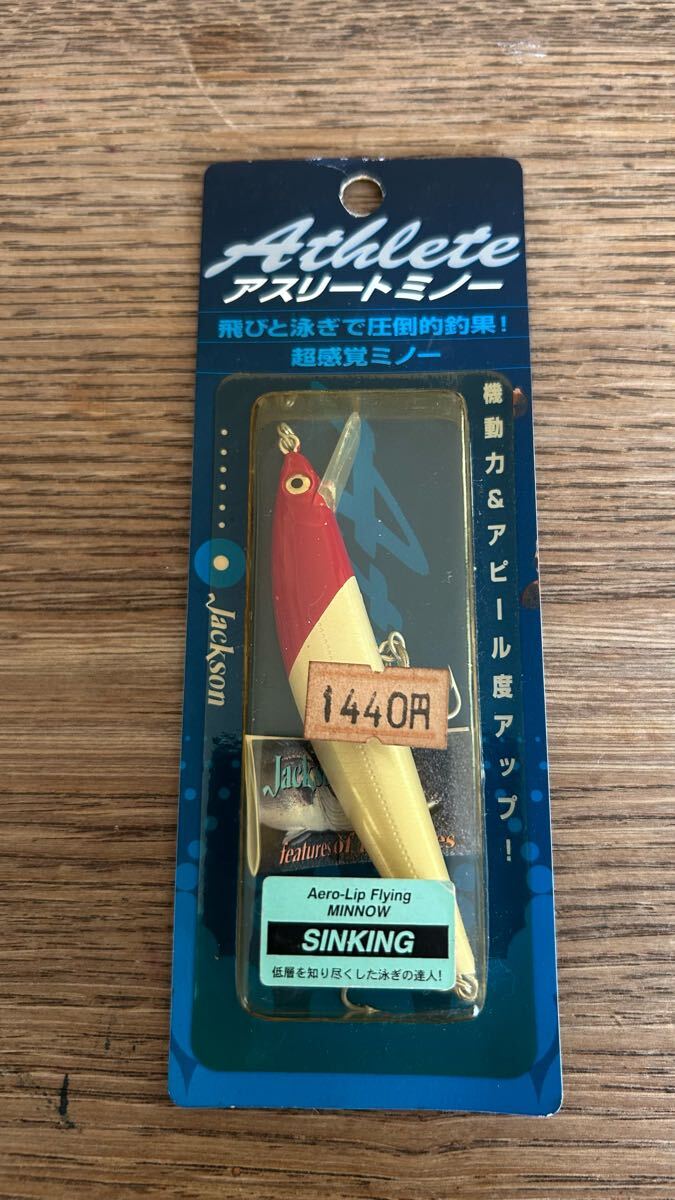 Athlete
アスリートミノー
飛びと泳ぎで圧倒的釣果!
超感覚ミノー
機動力&アピール度アップ!
Jackson
1440円
features of
Aero-Lip Flying
MINNOW
SINKING
低層を知り尽くした泳ぎの達人!